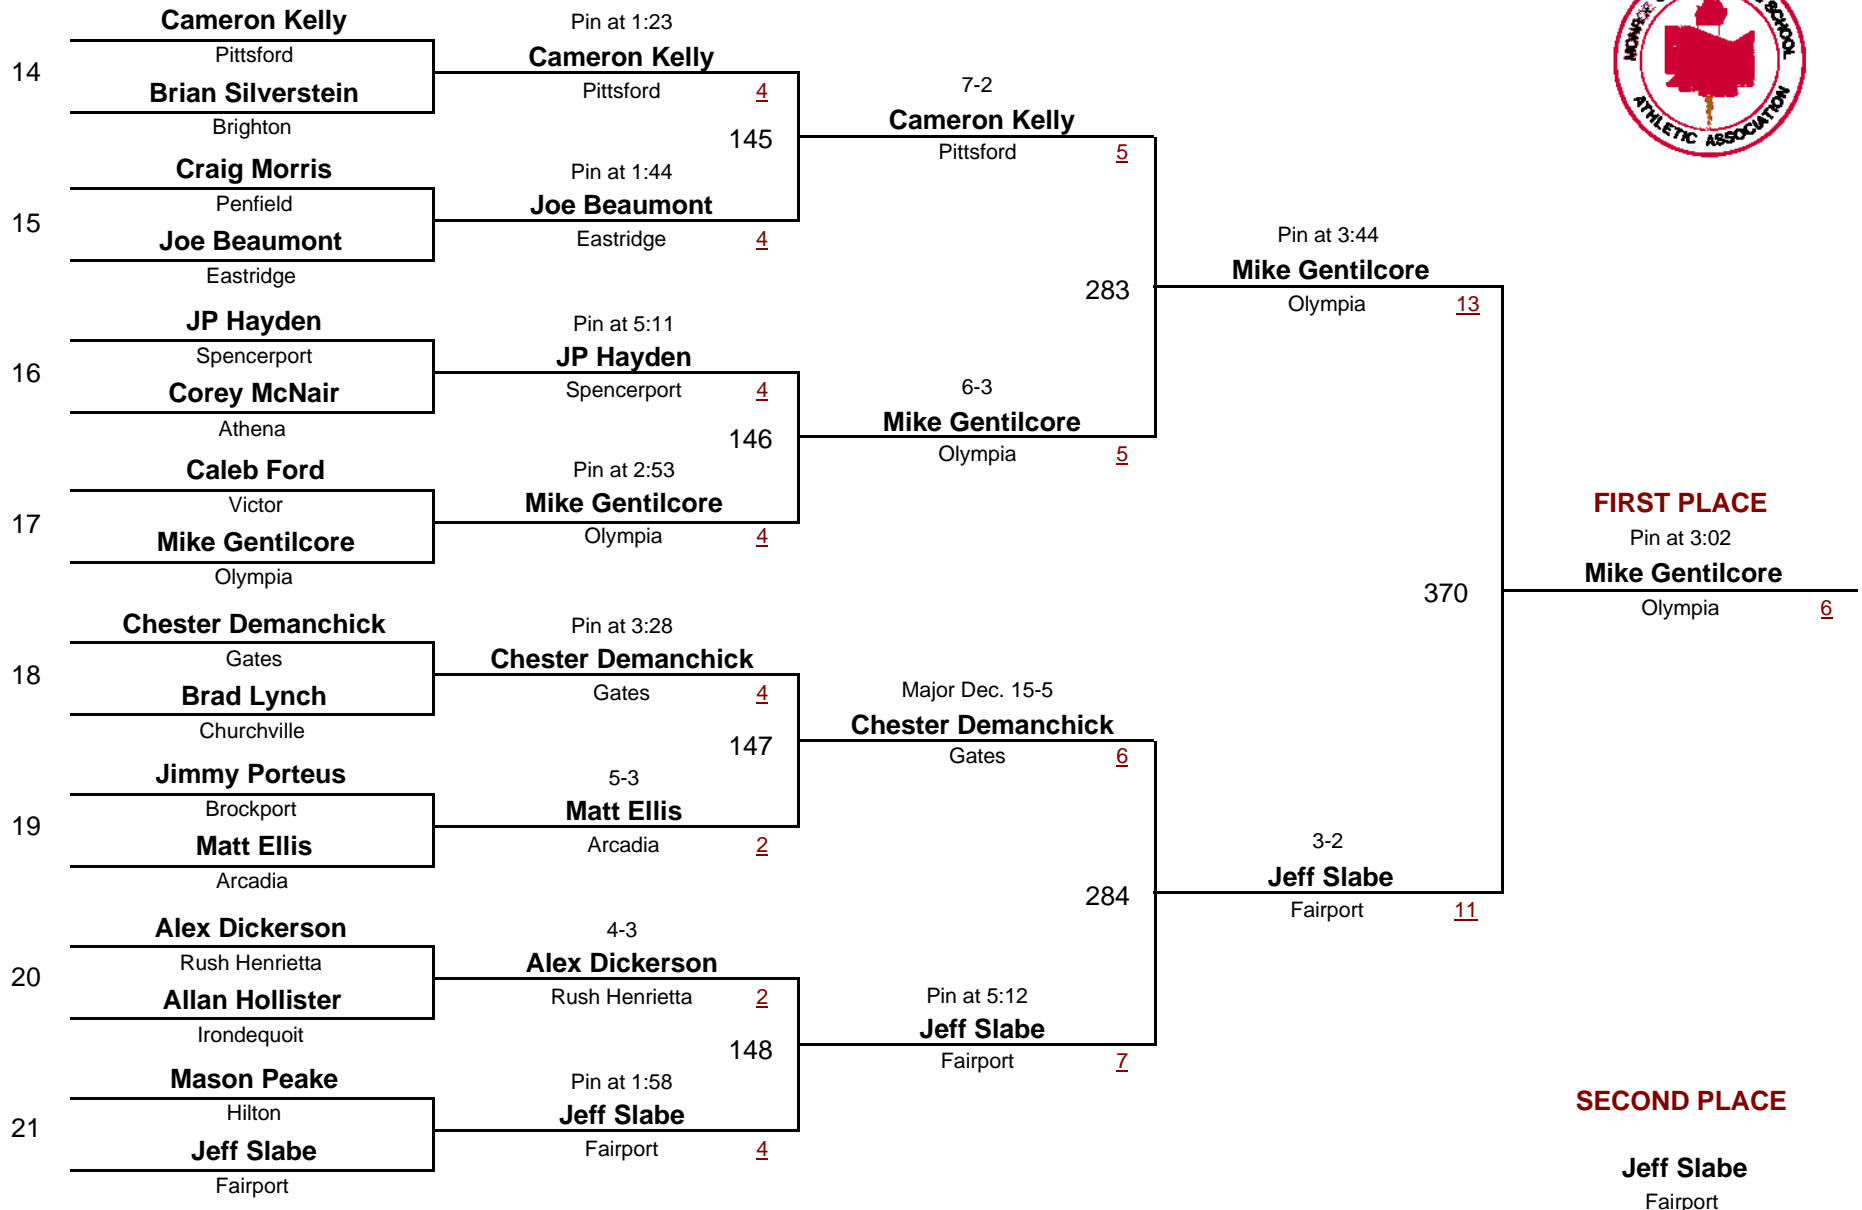 Cameron Kelly
Pittsford
14
Brian Silverstein
Brighton
Craig Morris
Penfield
15
Joe Beaumont
Eastridge
JP Hayden
Spencerport
16
Corey McNair
Athena
Caleb Ford
Victor
17
Mike Gentilcore
Olympia
Chester Demanchick
Gates
18
Brad Lynch
Churchville
Jimmy Porteus
Brockport
19
Matt Ellis
Arcadia
Alex Dickerson
Rush Henrietta
20
Allan Hollister
Irondequoit
Mason Peake
Hilton
21
Jeff Slabe
Fairport
Pin at 1:23
Cameron Kelly
Pittsford 4
145
Pin at 1:44
Joe Beaumont
Eastridge 4
Pin at 5:11
JP Hayden
Spencerport 4
146
Pin at 2:53
Mike Gentilcore
Olympia 4
Pin at 3:28
Chester Demanchick
Gates 4
147
5-3
Matt Ellis
Arcadia 2
4-3
Alex Dickerson
Rush Henrietta 2
148
Pin at 1:58
Jeff Slabe
Fairport 4
7-2
Cameron Kelly
Pittsford 5
283
6-3
Mike Gentilcore
Olympia 5
Major Dec. 15-5
Chester Demanchick
Gates 6
284
Pin at 5:12
Jeff Slabe
Fairport 7
Pin at 3:44
Mike Gentilcore
Olympia 13
370
3-2
Jeff Slabe
Fairport 11
MONROE
SCHOOL
ATHLETIC ASSOCIATION
FIRST PLACE
Pin at 3:02
Mike Gentilcore
Olympia 6
SECOND PLACE
Jeff Slabe
Fairport